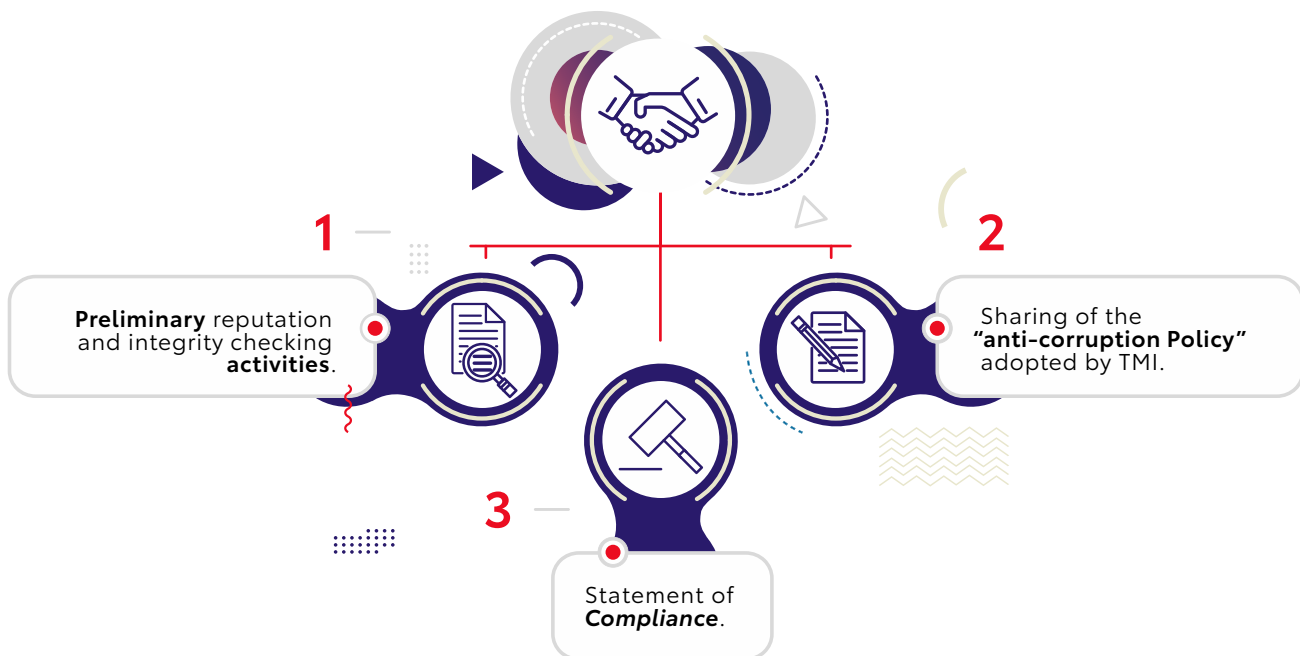 1
Preliminary reputation
and integrity checking
activities.
2
Sharing of the
“anti-corruption Policy”
adopted by TMI.
3
Statement of
Compliance.